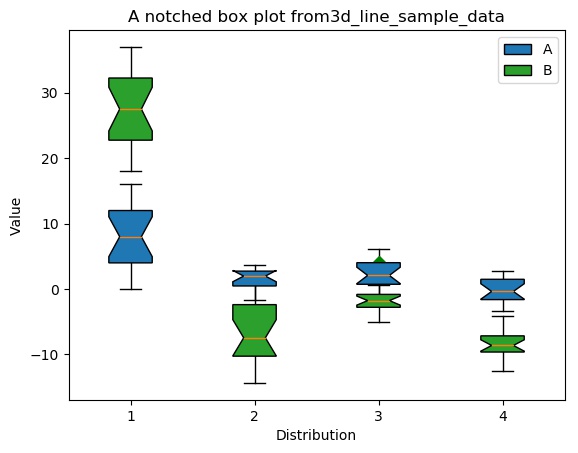 A notched box plot from3d_line_sample_data
A
B
30
20
10
0
−10
Value
1 2 3 4
Distribution